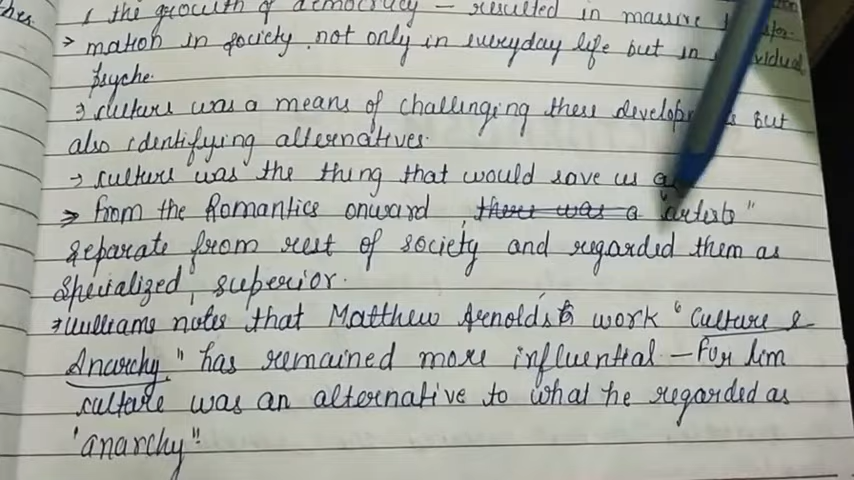 & the growth of democracy – resulted in massive
→ mation in society not only in everyday life but in
psyche.
→ culture was a means of challenging these but
also identifying alternatives.
→ culture was the thing that would save us
⇒ from the Romantics onward, there was a "artists"
separate from rest of society and regarded them as
specialized, superior.
→ Williams notes that Matthew Arnold's work "Culture &
Anarchy" has remained more influential – For him
culture was an alternative to what he regarded as
'anarchy"